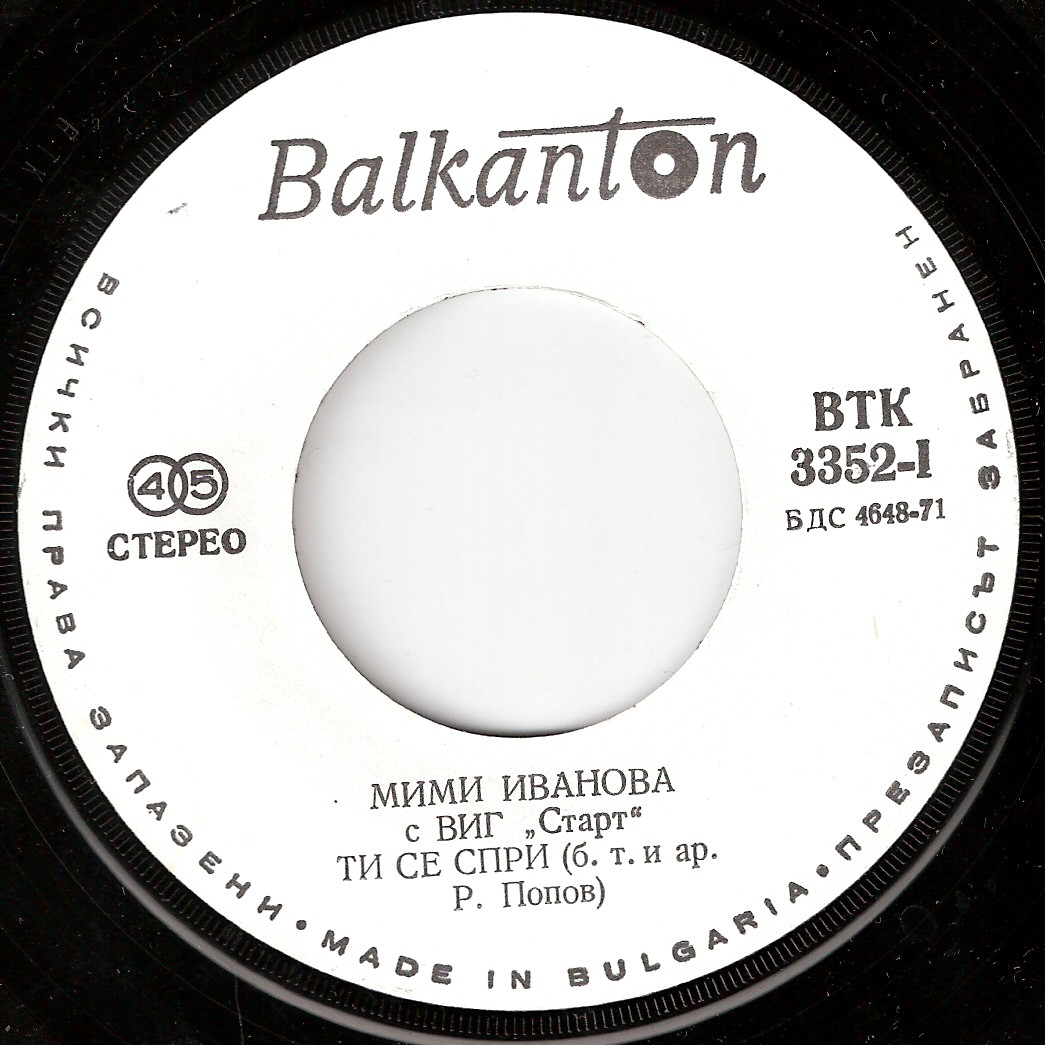 Balkanton
ВТК
3352-I
БДС 4648-71
45
СТЕРЕО
МИМИ ИВАНОВА
с ВИГ „Старт“
ТИ СЕ СПРИ (б. т. и ар.
Р. Попов)
ВСИЧКИ ПРАВА ЗАПАЗЕНИ • MADE IN BULGARIA • ПРЕЗАПИСЪТ ЗАБРАНЕН